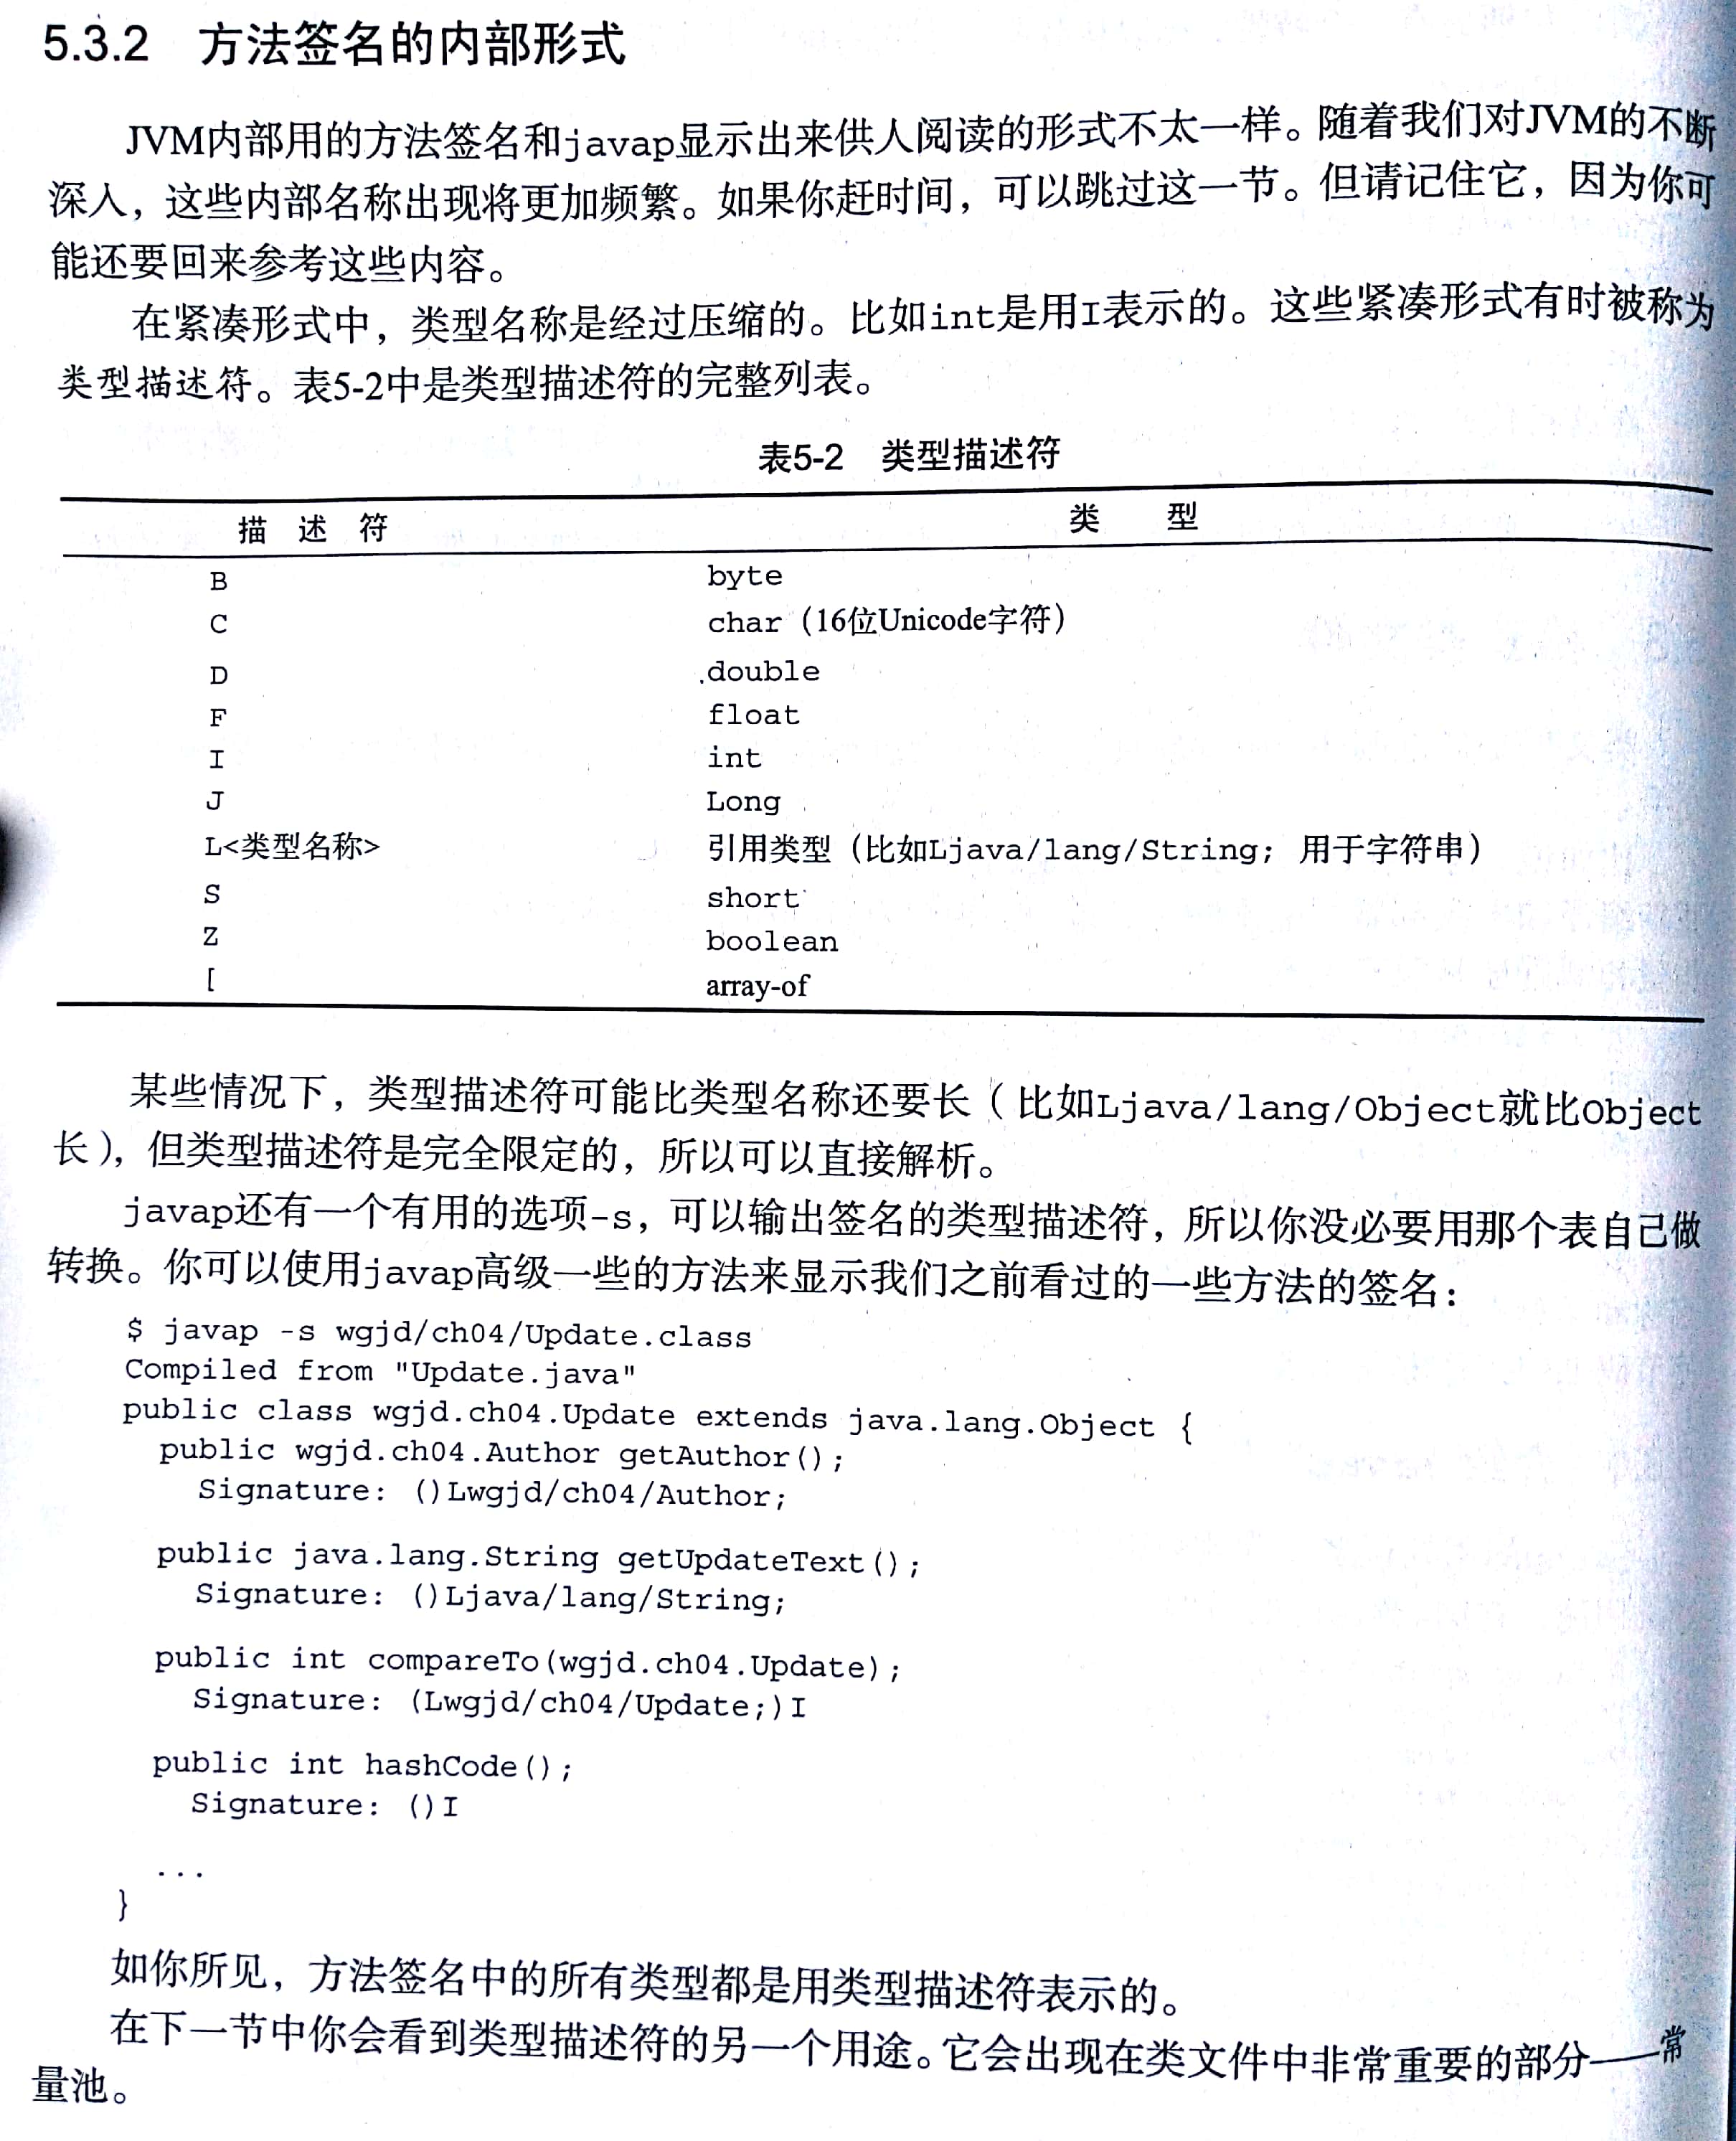 5.3.2 方法签名的内部形式
JVM内部用的方法签名和javap显示出来供人阅读的形式不太一样。随着我们对JVM的不断
深入，这些内部名称出现将更加频繁。如果你赶时间，可以跳过这一节。但请记住它，因为你可
能还要回来参考这些内容。
在紧凑形式中，类型名称是经过压缩的。比如int是用I表示的。这些紧凑形式有时被称为
类型描述符。表5-2中是类型描述符的完整列表。
表5-2 类型描述符
描 述 符 类 型
B byte
C char（16位Unicode字符）
D double
F float
I int
J Long
L<类型名称> 引用类型（比如Ljava/lang/String; 用于字符串）
S short
Z boolean
[ array-of
某些情况下，类型描述符可能比类型名称还要长（比如Ljava/lang/Object就比Object
长），但类型描述符是完全限定的，所以可以直接解析。
javap还有一个有用的选项-s，可以输出签名的类型描述符，所以你没必要用那个表自己做
转换。你可以使用javap高级一些的方法来显示我们之前看过的一些方法的签名：
$ javap -s wgjd/ch04/Update.class
Compiled from "Update.java"
public class wgjd.ch04.Update extends java.lang.Object {
public wgjd.ch04.Author getAuthor();
Signature: ()Lwgjd/ch04/Author;
public java.lang.String getUpdateText();
Signature: ()Ljava/lang/String;
public int compareTo(wgjd.ch04.Update);
Signature: (Lwgjd/ch04/Update;)I
public int hashCode();
Signature: ()I
...
}
如你所见，方法签名中的所有类型都是用类型描述符表示的。
在下一节中你会看到类型描述符的另一个用途。它会出现在类文件中非常重要的部分——常
量池。